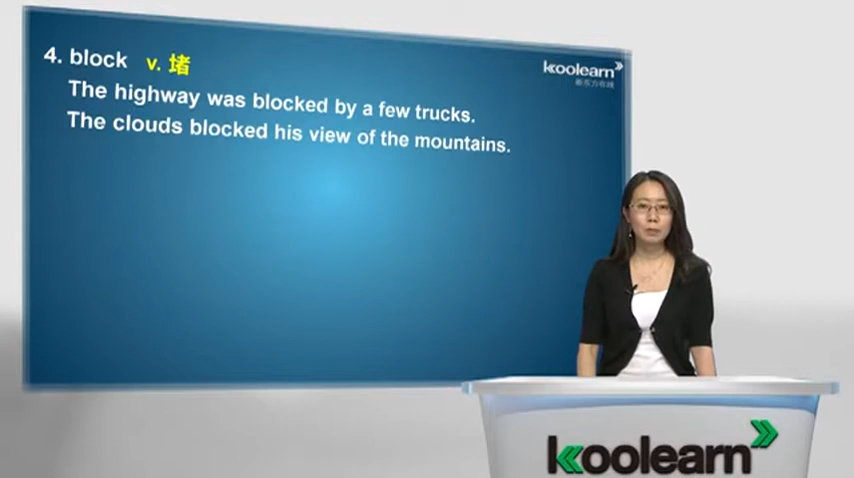 4. block v. 堵
The highway was blocked by a few trucks.
The clouds blocked his view of the mountains.
koolearn
新东方在线
koolearn